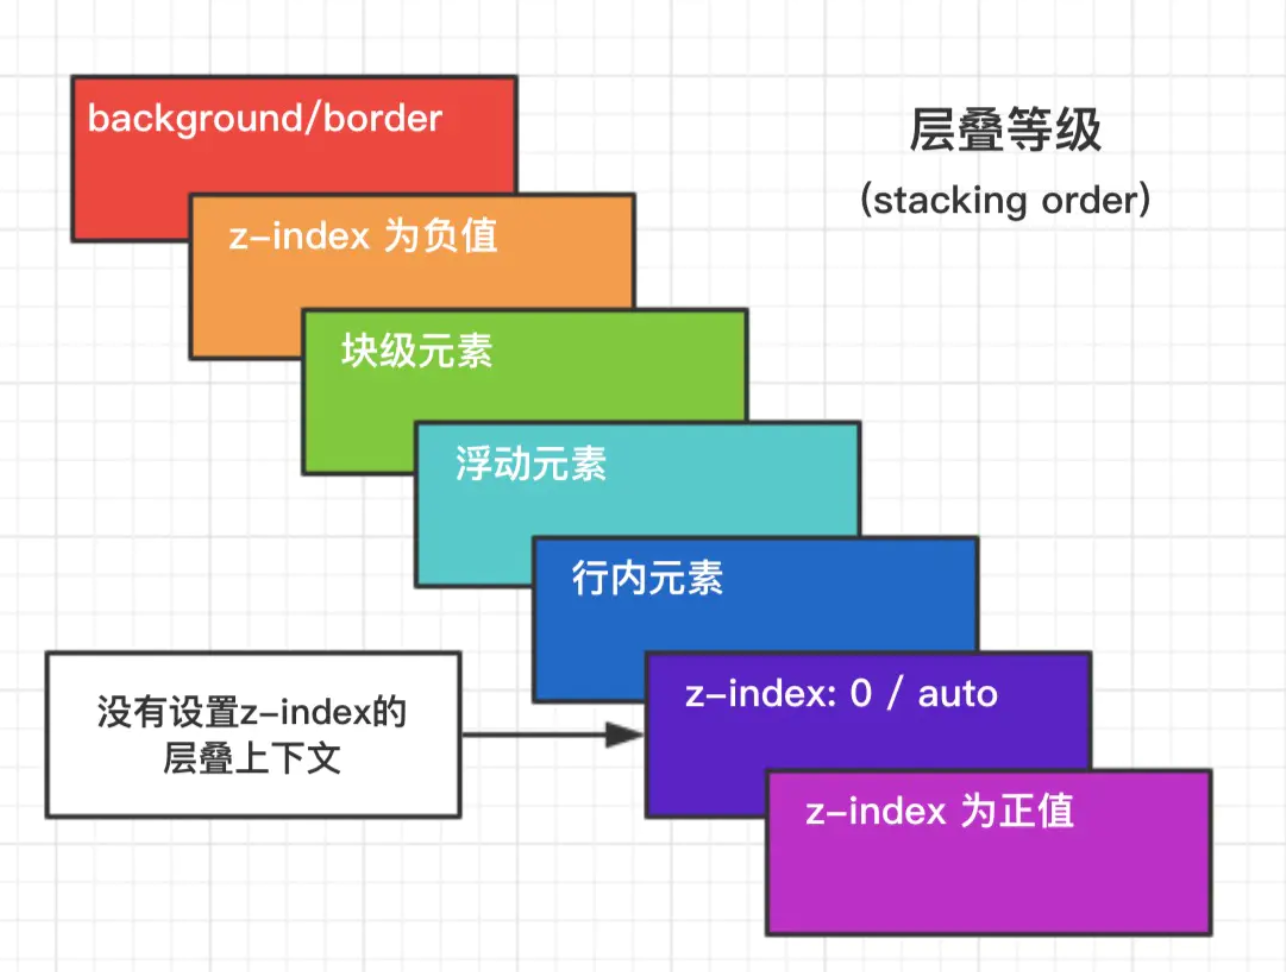 background/border
层叠等级
(stacking order)
z-index 为负值
块级元素
浮动元素
行内元素
没有设置z-index的
层叠上下文
z-index: 0 / auto
z-index 为正值